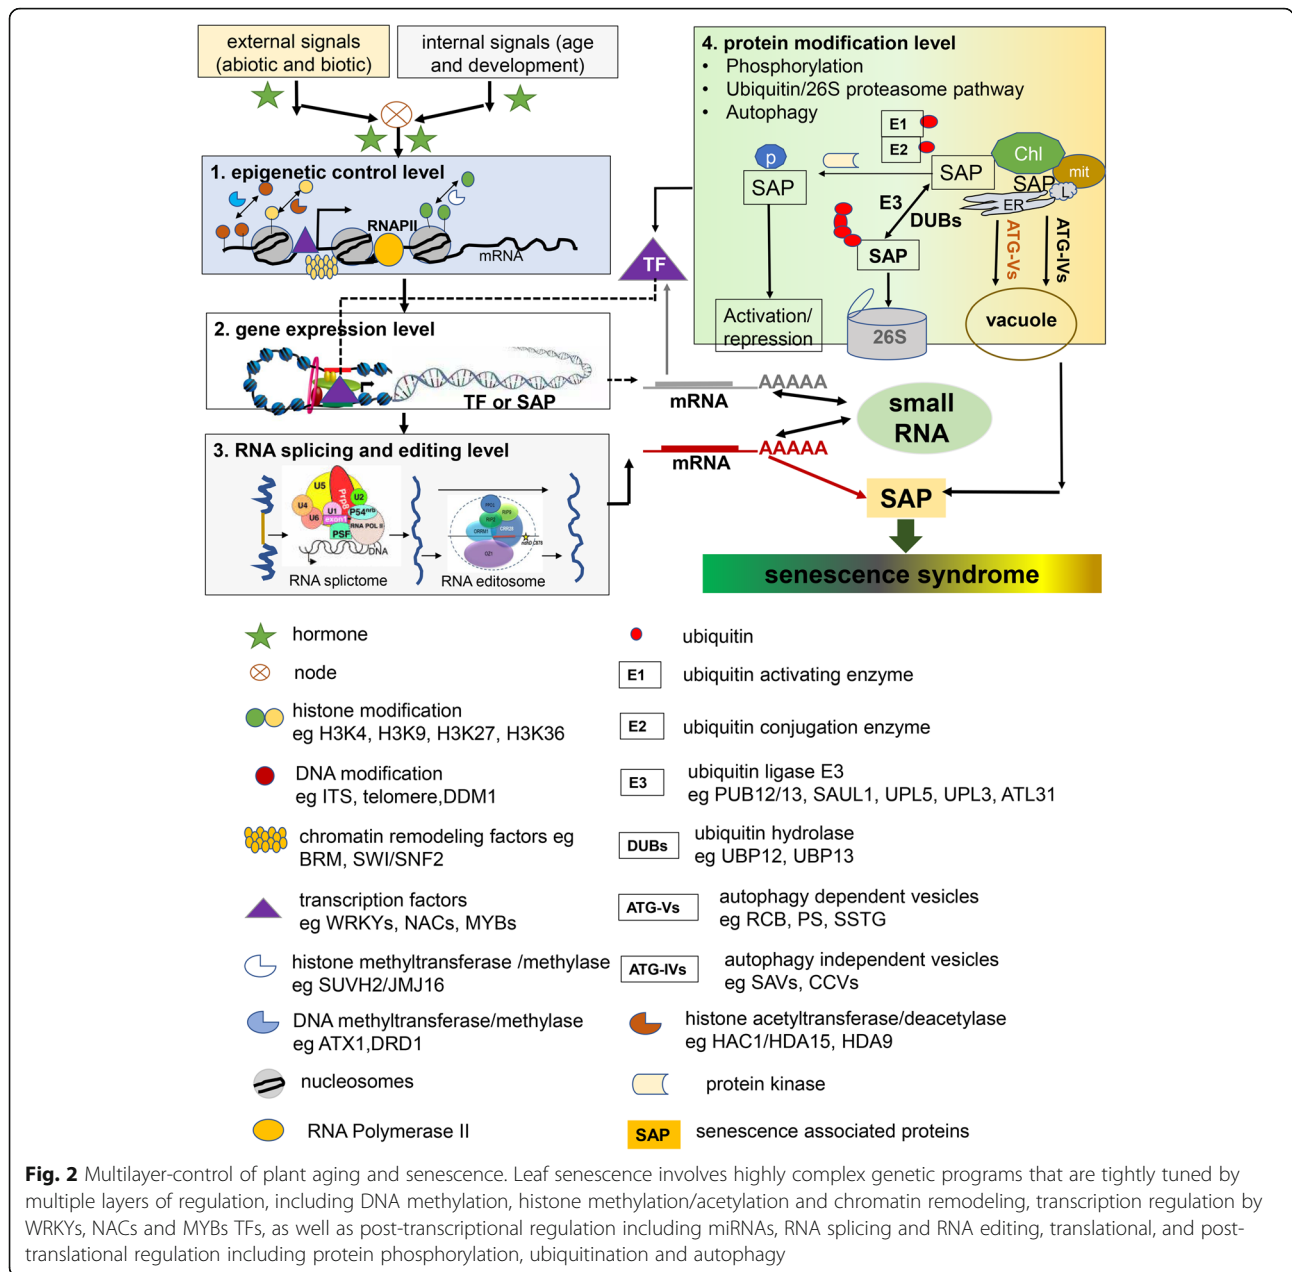 external signals
(abiotic and biotic)
internal signals (age
and development)
1. epigenetic control level
RNAPII
mRNA
2. gene expression level
TF or SAP
3. RNA splicing and editing level
U5
Prp8
U2
U4
U1
P54nrb
U6
exon1
RNA POL II
PSF
DNA
RNA splictome
RIP9
RIP2
ORRM1
CRR28
OZ1
RNA editosome
4. protein modification level
• Phosphorylation
• Ubiquitin/26S proteasome pathway
• Autophagy
E1
E2
p
SAP
SAP
Chl
mit
SAP
L
ER
E3
DUBs
SAP
ATG-Vs
ATG-IVs
TF
Activation/
repression
26S
vacuole
AAAAA
mRNA
small
RNA
AAAAA
mRNA
SAP
senescence syndrome
hormone
node
histone modification
eg H3K4, H3K9, H3K27, H3K36
DNA modification
eg ITS, telomere,DDM1
chromatin remodeling factors eg
BRM, SWI/SNF2
transcription factors
eg WRKYs, NACs, MYBs
histone methyltransferase /methylase
eg SUVH2/JMJ16
DNA methyltransferase/methylase
eg ATX1,DRD1
nucleosomes
RNA Polymerase II
ubiquitin
E1
ubiquitin activating enzyme
E2
ubiquitin conjugation enzyme
E3
ubiquitin ligase E3
eg PUB12/13, SAUL1, UPL5, UPL3, ATL31
DUBs
ubiquitin hydrolase
eg UBP12, UBP13
ATG-Vs
autophagy dependent vesicles
eg RCB, PS, SSTG
ATG-IVs
autophagy independent vesicles
eg SAVs, CCVs
histone acetyltransferase/deacetylase
eg HAC1/HDA15, HDA9
protein kinase
SAP
senescence associated proteins
Fig. 2 Multilayer-control of plant aging and senescence. Leaf senescence involves highly complex genetic programs that are tightly tuned by
multiple layers of regulation, including DNA methylation, histone methylation/acetylation and chromatin remodeling, transcription regulation by
WRKYs, NACs and MYBs TFs, as well as post-transcriptional regulation including miRNAs, RNA splicing and RNA editing, translational, and post-
translational regulation including protein phosphorylation, ubiquitination and autophagy